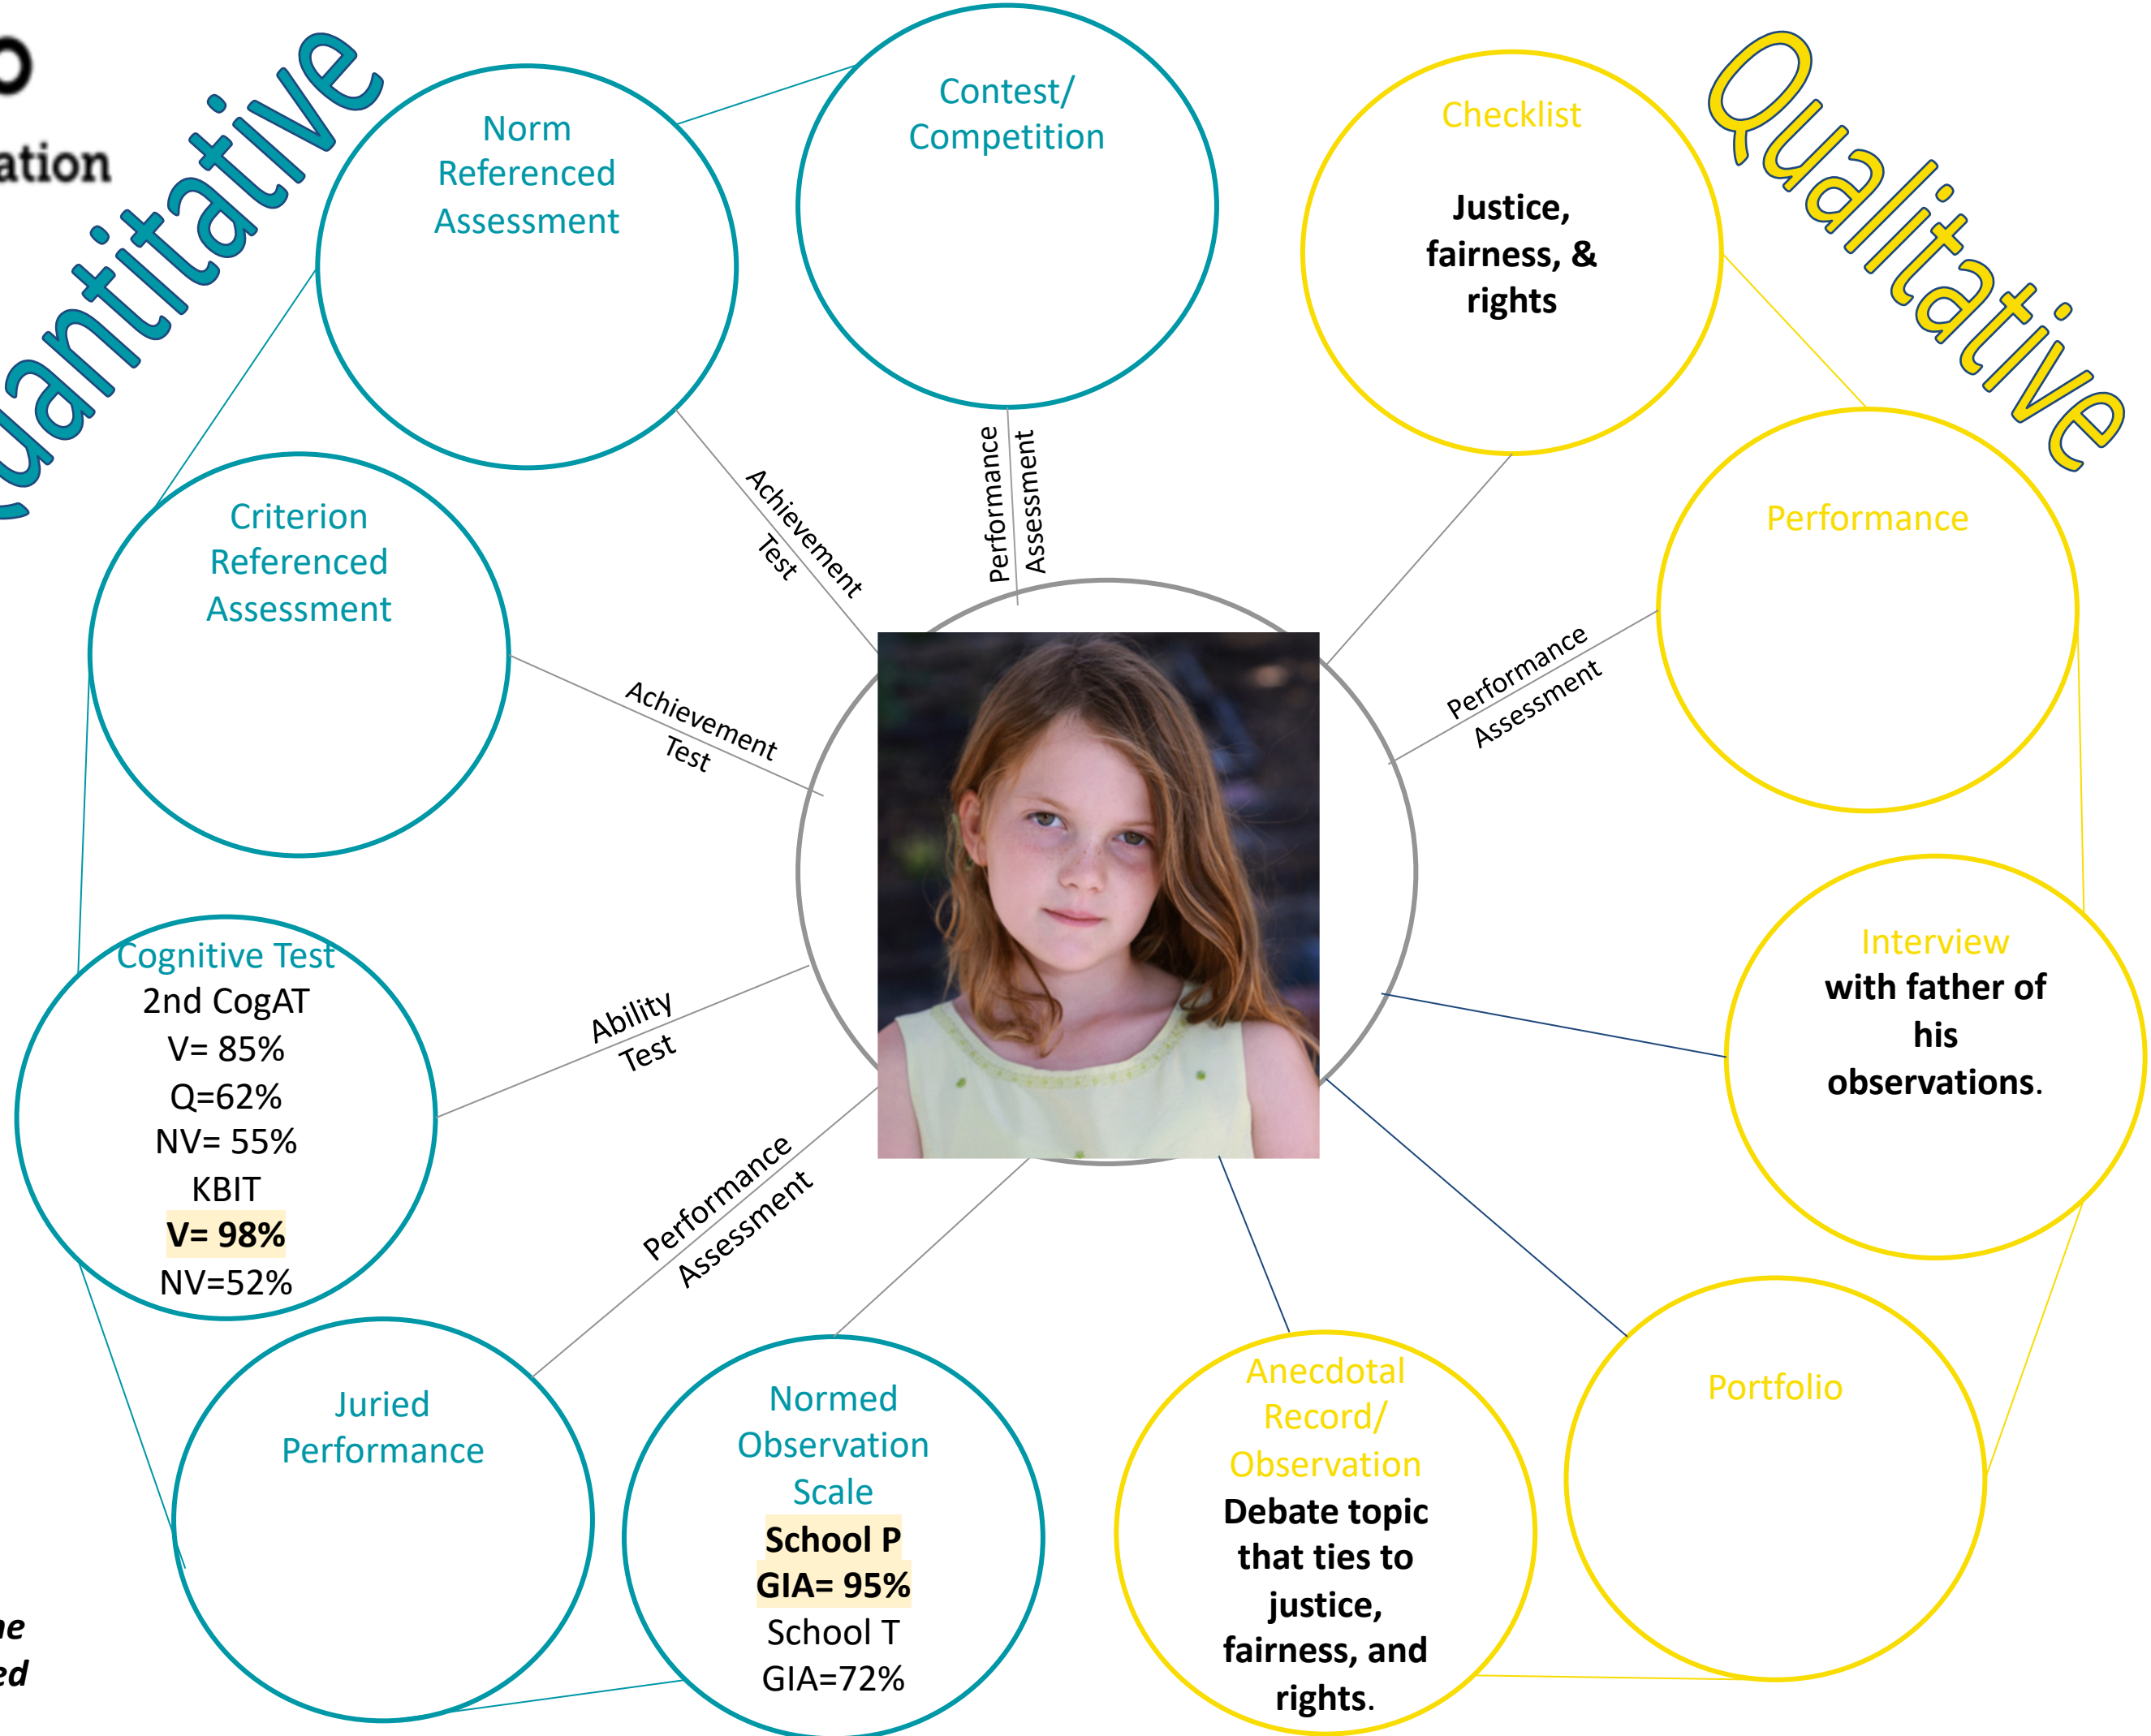 Quantitative
Qualitative
Norm
Referenced
Assessment
Contest/
Competition
Checklist
Justice,
fairness, &
rights
Criterion
Referenced
Assessment
Achievement
Test
Performance
Assessment
Performance
Achievement
Test
Performance
Assessment
Cognitive Test
2nd CogAT
V= 85%
Q=62%
NV= 55%
KBIT
V= 98%
NV=52%
Ability
Test
Interview
with father of
his
observations.
Performance
Assessment
Juried
Performance
Normed
Observation
Scale
School P
GIA= 95%
School T
GIA=72%
Anecdotal
Record/
Observation
Debate topic
that ties to
justice,
fairness, and
rights.
Portfolio